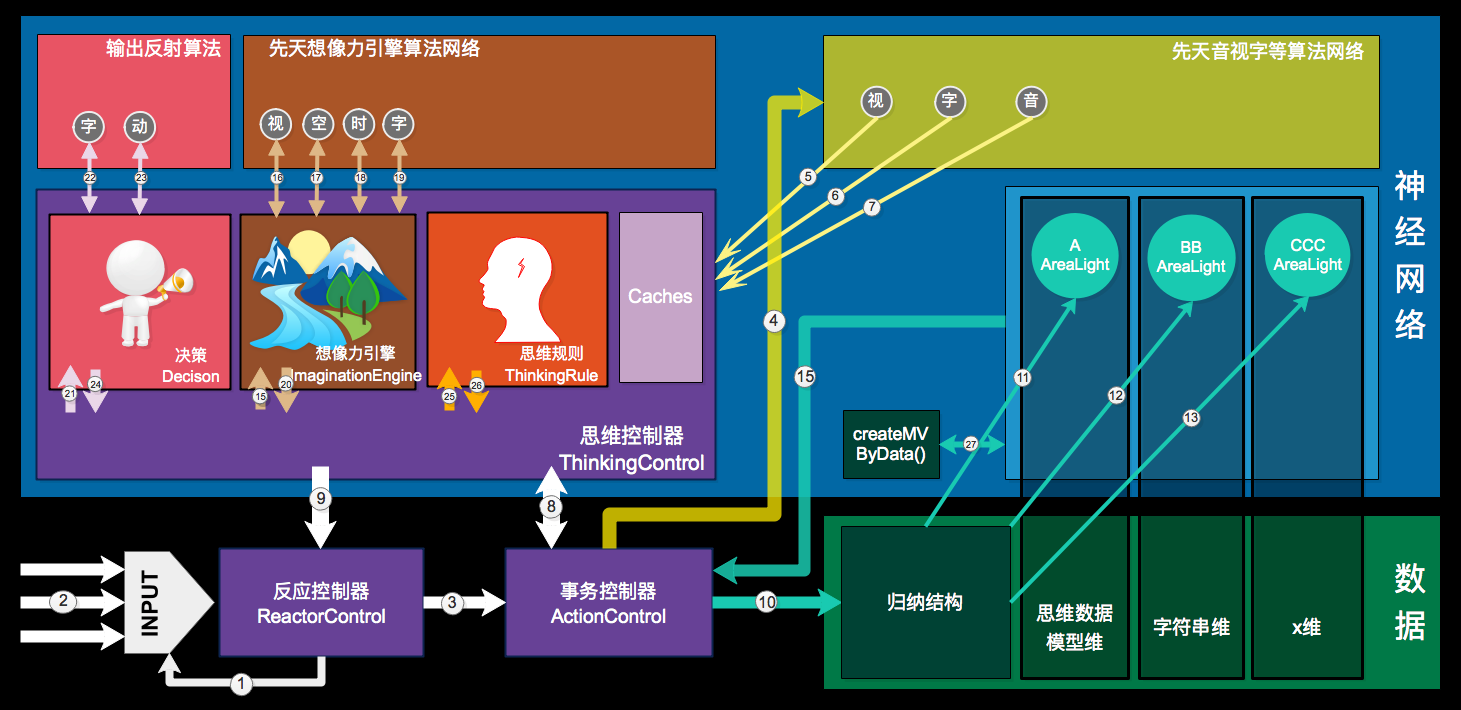 输出反射算法
先天想像力引擎算法网络
先天音视字等算法网络
字
动
视
空
时
字
视
字
音
22
23
16
17
18
19
5
6
7
神
经
网
络
决策
Decison
想像力引擎
ImaginationEngine
思维规则
ThinkingRule
Caches
21
24
15
20
25
26
思维控制器
ThinkingControl
4
15
A
AreaLight
BB
AreaLight
CCC
AreaLight
11
12
13
createMV
ByData()
27
9
8
INPUT
2
反应控制器
ReactorControl
3
事务控制器
ActionControl
10
1
归纳结构
思维数据
模型维
字符串维
x维
数
据